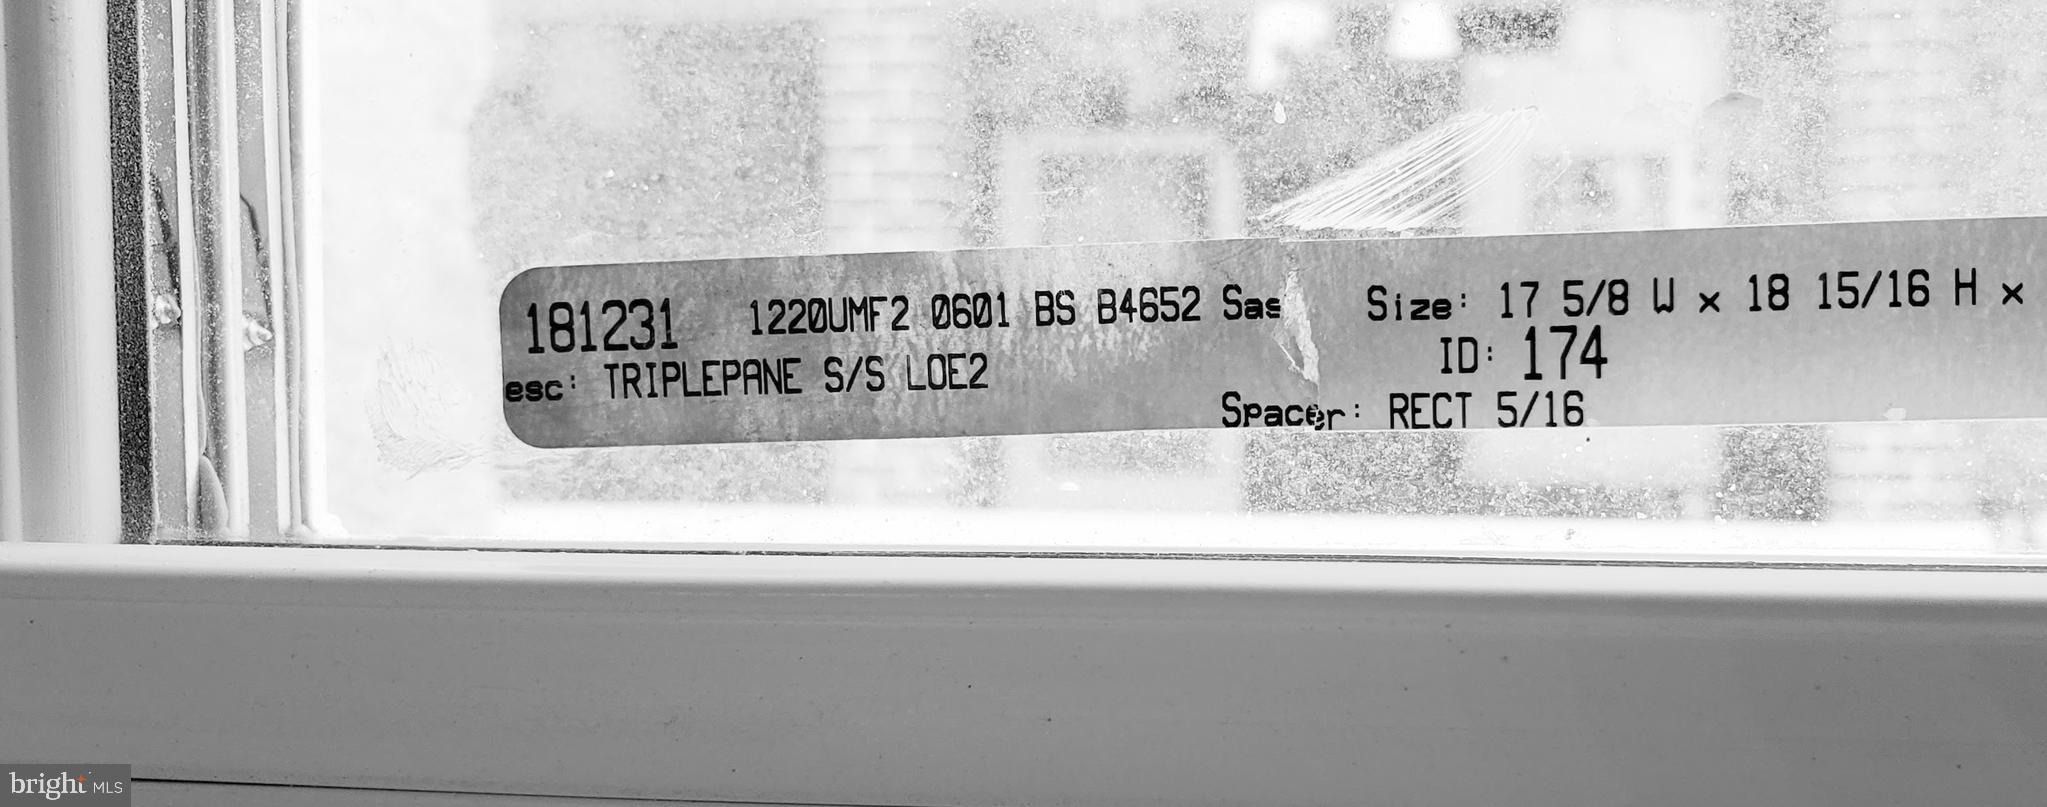 181231 1220UMF2 0601 BS B4652 Sas Size: 17 5/8 W x 18 15/16 H x
ID: 174
esc: TRIPLEPANE S/S LOE2
Spacer: RECT 5/16
bright MLS